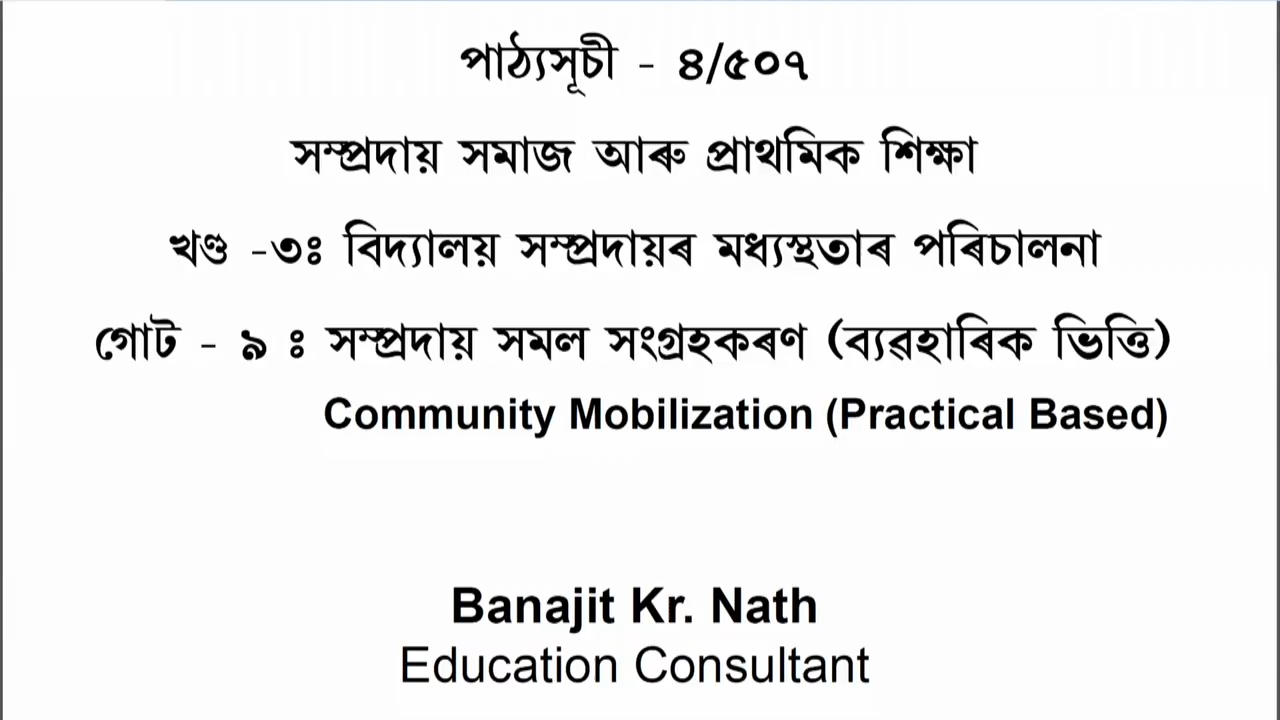 পাঠ্যসূচী - ৪/৫০৭
সম্প্ৰদায় সমাজ আৰু প্ৰাথমিক শিক্ষা
খণ্ড -৩ঃ বিদ্যালয় সম্প্ৰদায়ৰ মধ্যস্থতাৰ পৰিচালনা
গোট - ৯ ঃ সম্প্ৰদায় সমল সংগ্ৰহকৰণ (ব্যৱহাৰিক ভিত্তি)
Community Mobilization (Practical Based)
Banajit Kr. Nath
Education Consultant